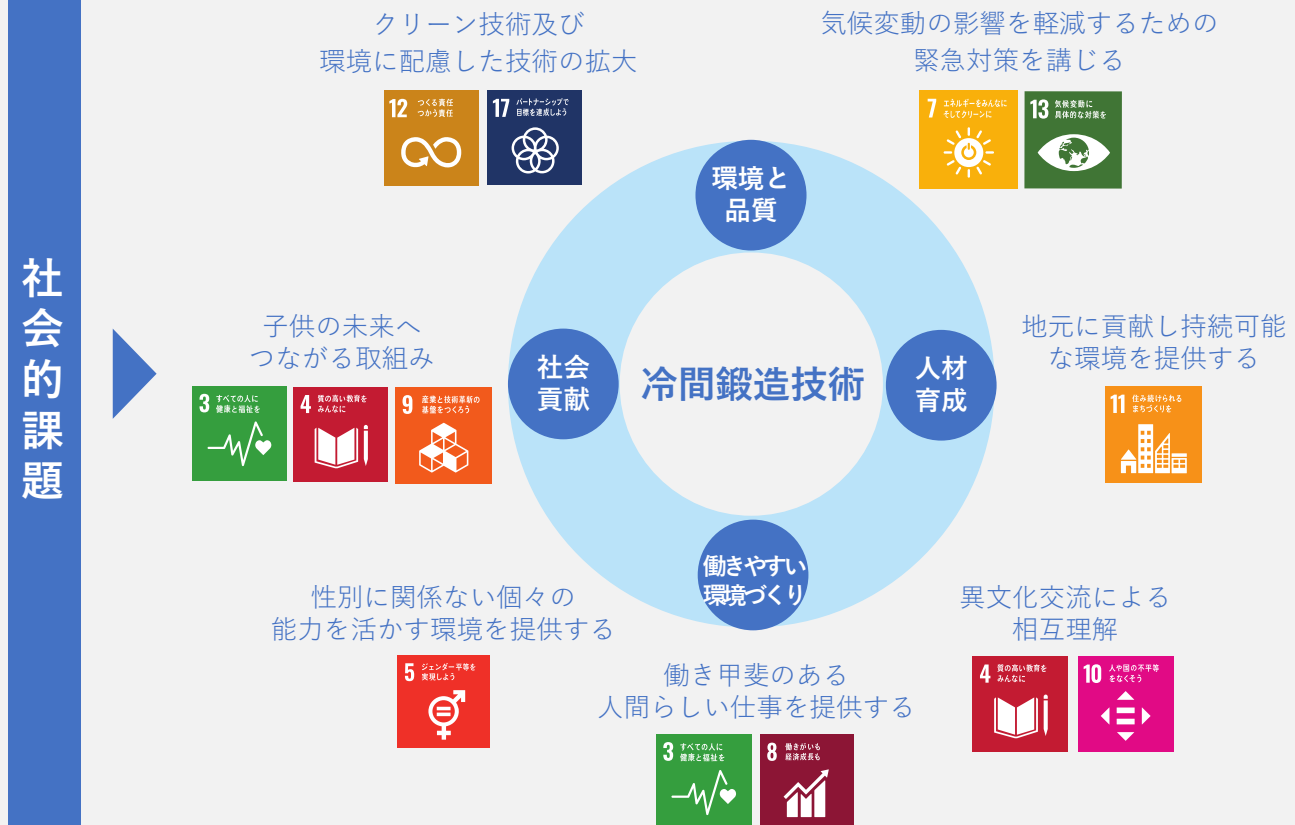 社会的課題
クリーン技術及び
環境に配慮した技術の拡大
12 つくる責任
つかう責任
17 パートナーシップで
目標を達成しよう
気候変動の影響を軽減するための
緊急対策を講じる
7 エネルギーをみんなに
そしてクリーンに
13 気候変動に
具体的な対策を
環境と
品質
子供の未来へ
つながる取組み
3 すべての人に
健康と福祉を
4 質の高い教育を
みんなに
9 産業と技術革新の
基盤をつくろう
社会
貢献
冷間鍛造技術
人材
育成
地元に貢献し持続可能
な環境を提供する
11 住み続けられる
まちづくりを
働きやすい
環境づくり
性別に関係ない個々の
能力を活かす環境を提供する
5 ジェンダー平等を
実現しよう
働き甲斐のある
人間らしい仕事を提供する
3 すべての人に
健康と福祉を
8 働きがいも
経済成長も
異文化交流による
相互理解
4 質の高い教育を
みんなに
10 人や国の不平等
をなくそう